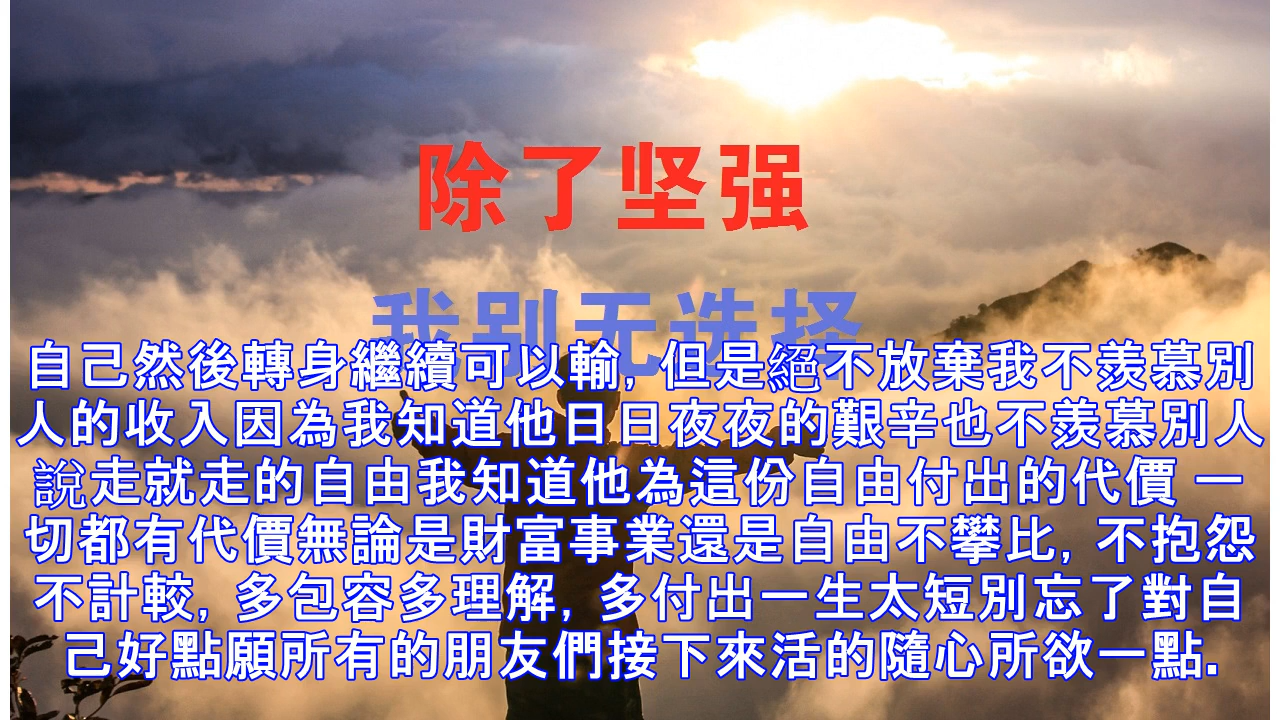 除了坚强
我别无选择
自己然後轉身繼續可以輸, 但是絕不放棄我不羨慕別
人的收入因為我知道他日日夜夜的艱辛也不羨慕別人
說走就走的自由我知道他為這份自由付出的代價 一
切都有代價無論是財富事業還是自由不攀比, 不抱怨
不計較, 多包容多理解, 多付出一生太短別忘了對自
己好點願所有的朋友們接下來活的隨心所欲一點.